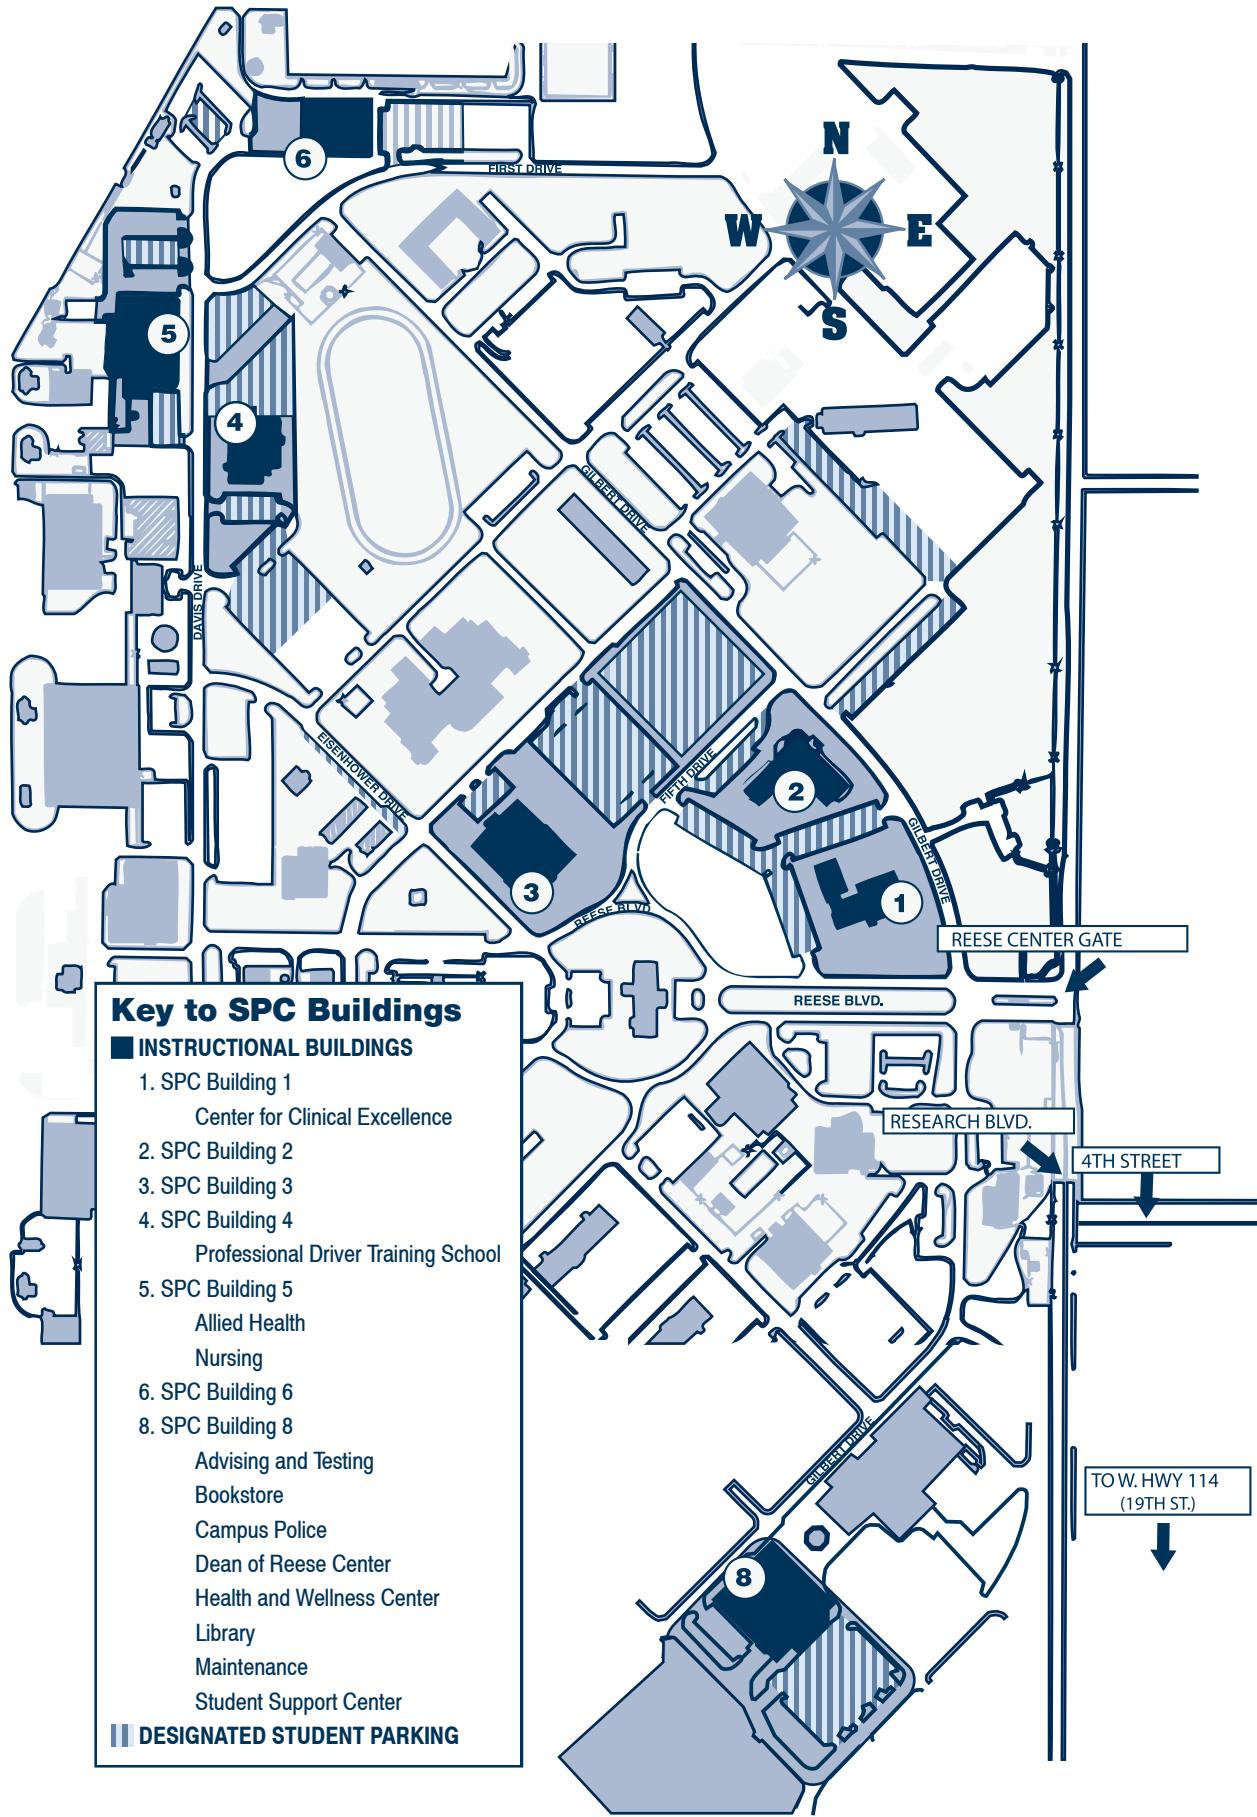 6
FIRST DRIVE
N
W
E
S
5
4
GILBERT DRIVE
DAVIS DRIVE
EISENHOWER DRIVE
FIFTH DRIVE
2
GILBERT DRIVE
3
1
REESE BLVD.
REESE CENTER GATE
REESE BLVD.
RESEARCH BLVD.
4TH STREET
GILBERT DRIVE
TO W. HWY 114
(19TH ST.)
8
Key to SPC Buildings
INSTRUCTIONAL BUILDINGS
1. SPC Building 1
Center for Clinical Excellence
2. SPC Building 2
3. SPC Building 3
4. SPC Building 4
Professional Driver Training School
5. SPC Building 5
Allied Health
Nursing
6. SPC Building 6
8. SPC Building 8
Advising and Testing
Bookstore
Campus Police
Dean of Reese Center
Health and Wellness Center
Library
Maintenance
Student Support Center
DESIGNATED STUDENT PARKING